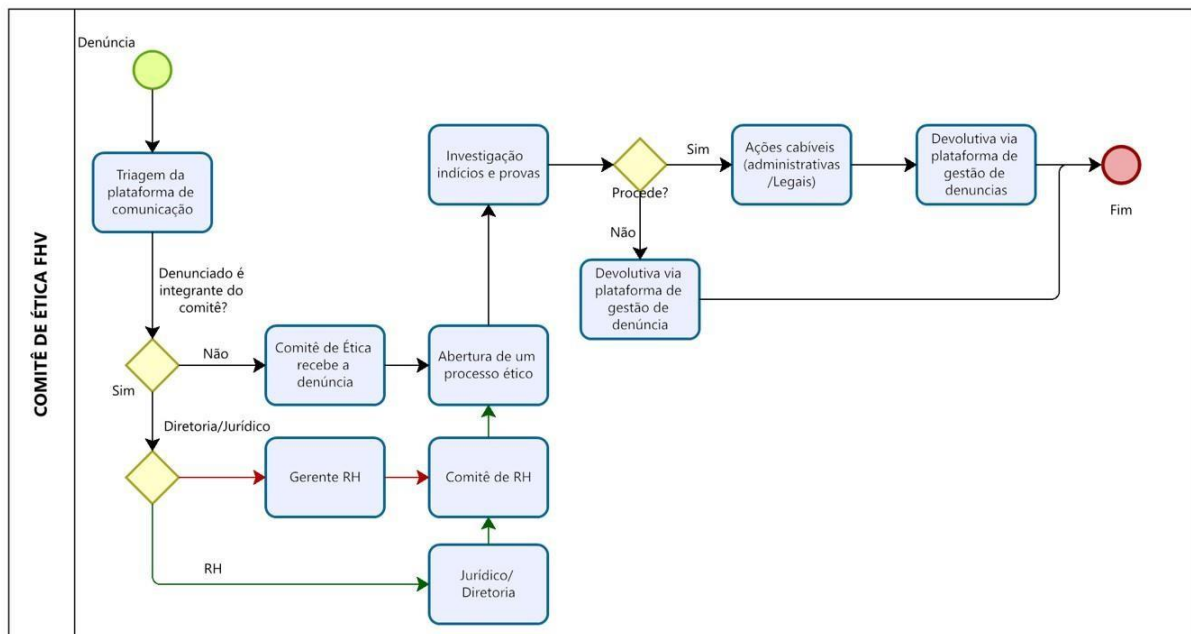 COMITÊ DE ÉTICA FHV
Denúncia
Triagem da
plataforma de
comunicação
Denunciado é
integrante do
comitê?
Não
Sim
Comitê de Ética
recebe a
denúncia
Abertura de um
processo ético
Diretoria/Jurídico
Gerente RH
Comitê de RH
RH
Jurídico/
Diretoria
Investigação
indícios e provas
Procede?
Sim
Não
Ações cabíveis
(administrativas
/Legais)
Devolutiva via
plataforma de
gestão de
denuncias
Devolutiva via
plataforma de
gestão de
denúncia
Fim